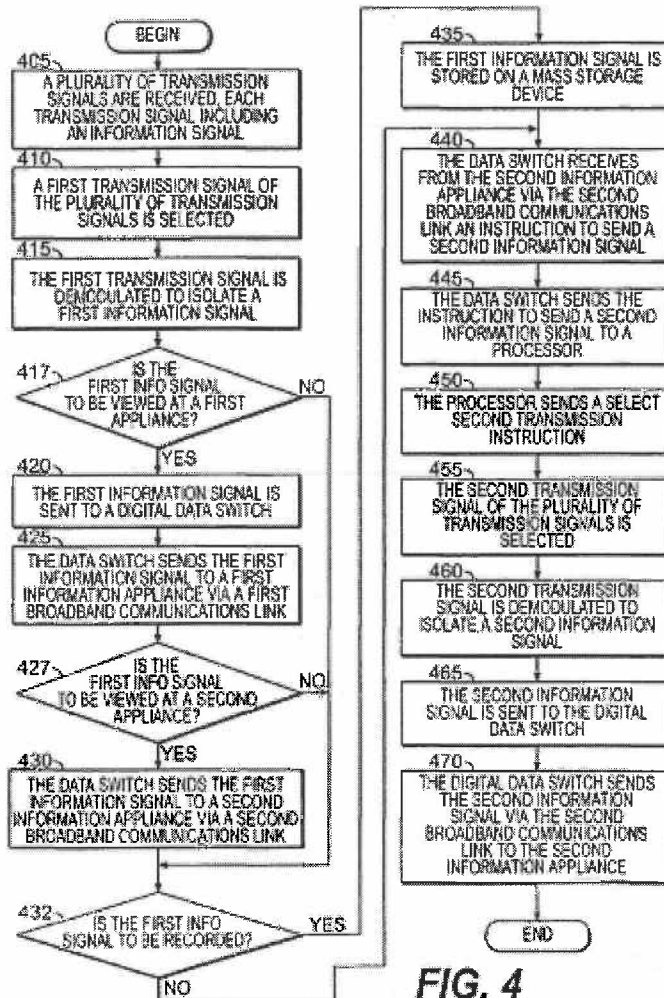 BEGIN
405
A PLURALITY OF TRANSMISSION
SIGNALS ARE RECEIVED, EACH
TRANSMISSION SIGNAL INCLUDING
AN INFORMATION SIGNAL
410
A FIRST TRANSMISSION SIGNAL OF
THE PLURALITY OF TRANSMISSION
SIGNALS IS SELECTED
415
THE FIRST TRANSMISSION SIGNAL IS
DEMODULATED TO ISOLATE A
FIRST INFORMATION SIGNAL
417
IS THE
FIRST INFO SIGNAL
TO BE VIEWED AT A FIRST
APPLIANCE?
NO
YES
420
THE FIRST INFORMATION SIGNAL IS
SENT TO A DIGITAL DATA SWITCH
425
THE DATA SWITCH SENDS THE FIRST
INFORMATION SIGNAL TO A FIRST
INFORMATION APPLIANCE VIA A FIRST
BROADBAND COMMUNICATIONS LINK
427
IS THE
FIRST INFO SIGNAL
TO BE VIEWED AT A SECOND
APPLIANCE?
NO
YES
430
THE DATA SWITCH SENDS THE FIRST
INFORMATION SIGNAL TO A SECOND
INFORMATION APPLIANCE VIA A SECOND
BROADBAND COMMUNICATIONS LINK
432
IS THE FIRST INFO
SIGNAL TO BE RECORDED?
YES
NO
435
THE FIRST INFORMATION SIGNAL IS
STORED ON A MASS STORAGE
DEVICE
440
THE DATA SWITCH RECEIVES
FROM THE SECOND INFORMATION
APPLIANCE VIA THE SECOND
BROADBAND COMMUNICATIONS
LINK AN INSTRUCTION TO SEND A
SECOND INFORMATION SIGNAL
445
THE DATA SWITCH SENDS THE
INSTRUCTION TO SEND A SECOND
INFORMATION SIGNAL TO A
PROCESSOR
450
THE PROCESSOR SENDS A SELECT
SECOND TRANSMISSION
INSTRUCTION
455
THE SECOND TRANSMISSION
SIGNAL OF THE PLURALITY OF
TRANSMISSION SIGNALS IS
SELECTED
460
THE SECOND TRANSMISSION
SIGNAL IS DEMODULATED TO
ISOLATE A SECOND INFORMATION
SIGNAL
465
THE SECOND INFORMATION
SIGNAL IS SENT TO THE DIGITAL
DATA SWITCH
470
THE DIGITAL DATA SWITCH SENDS
THE SECOND INFORMATION
SIGNAL VIA THE SECOND
BROADBAND COMMUNICATIONS
LINK TO THE SECOND
INFORMATION APPLIANCE
END
FIG. 4